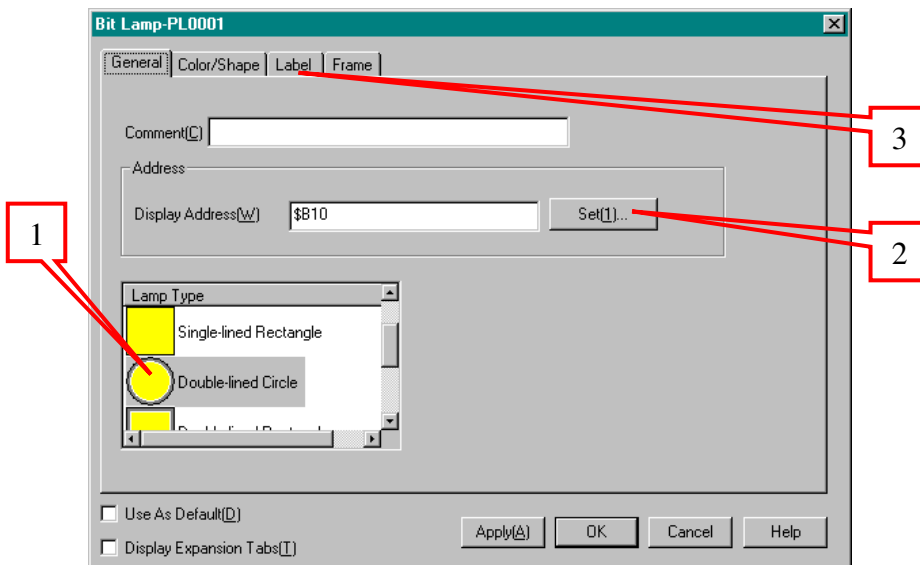 Bit Lamp-PL0001
General Color/Shape Label Frame
3
Comment(C)
Address
Display Address(W) $B10 Set(1)...
2
1
Lamp Type
Single-lined Rectangle
Double-lined Circle
Use As Default(D)
Display Expansion Tabs(T)
Apply(A) OK Cancel Help